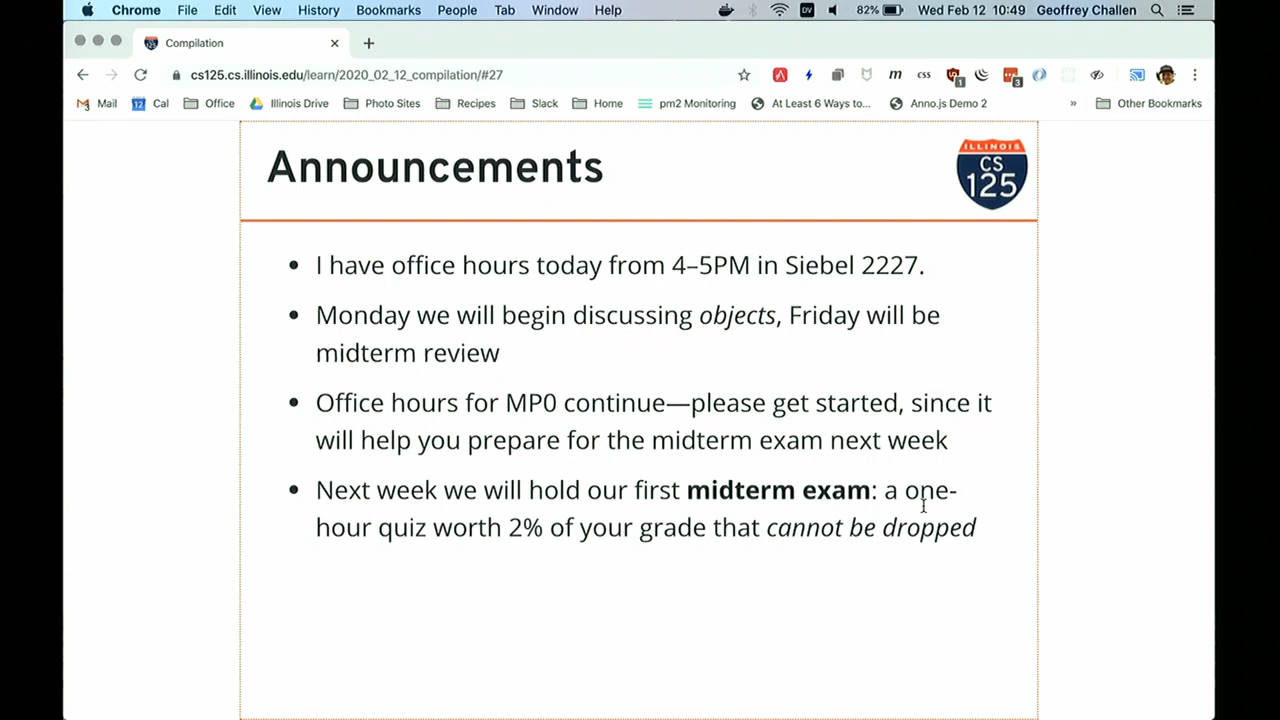 Chrome File Edit View History Bookmarks People Tab Window Help DV 82% Wed Feb 12 10:49 Geoffrey Challen
Compilation
cs125.cs.illinois.edu/learn/2020_02_12_compilation/#27 m css 1 3
Mail 12 Cal Office Illinois Drive Photo Sites Recipes Slack Home pm2 Monitoring At Least 6 Ways to... Anno.js Demo 2 » Other Bookmarks
Announcements
ILLINOIS
CS
125
• I have office hours today from 4–5PM in Siebel 2227.
• Monday we will begin discussing objects, Friday will be
midterm review
• Office hours for MP0 continue—please get started, since it
will help you prepare for the midterm exam next week
• Next week we will hold our first midterm exam: a one-
hour quiz worth 2% of your grade that cannot be dropped